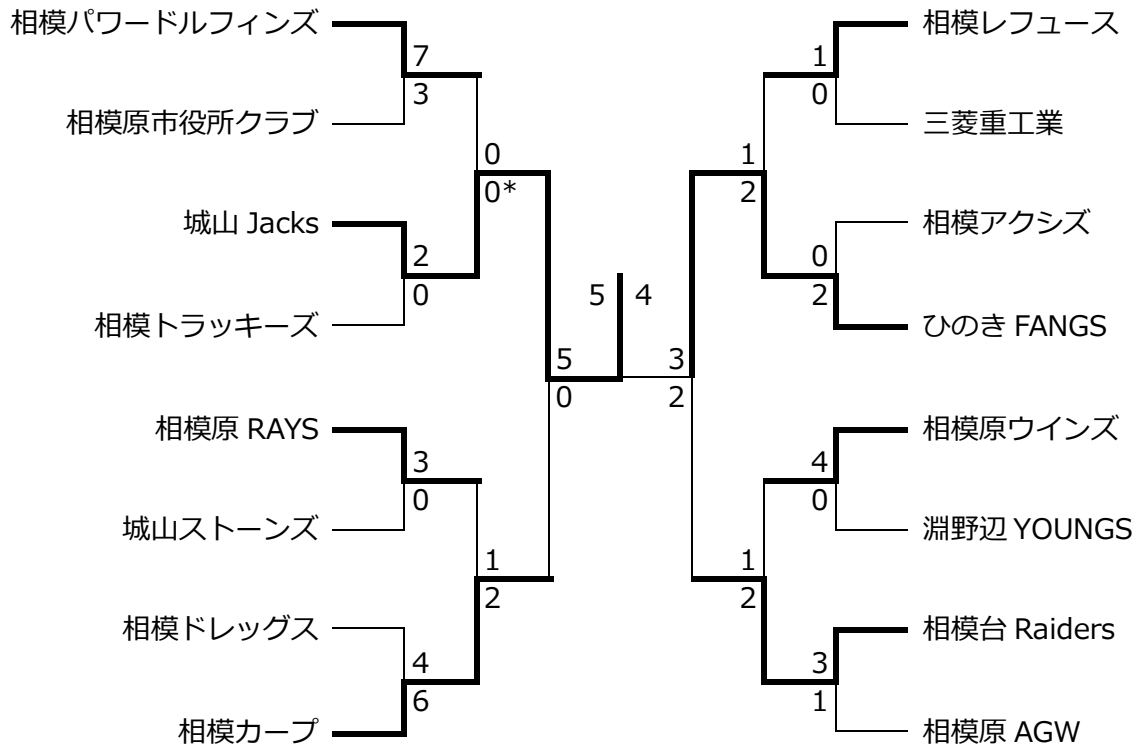 相模パワードルフィンズ
7
3
相模原市役所クラブ
0
0*
城山 Jacks
2
0
相模トラッキーズ
5
0
相模原 RAYS
3
0
城山ストーンズ
1
2
相模ドレッグス
4
6
相模カープ
5 4
相模レフュース
1
0
三菱重工業
1
2
相模アクシズ
0
2
ひのき FANGS
3
2
相模原ウインズ
4
0
淵野辺 YOUNGS
1
2
相模台 Raiders
3
1
相模原 AGW